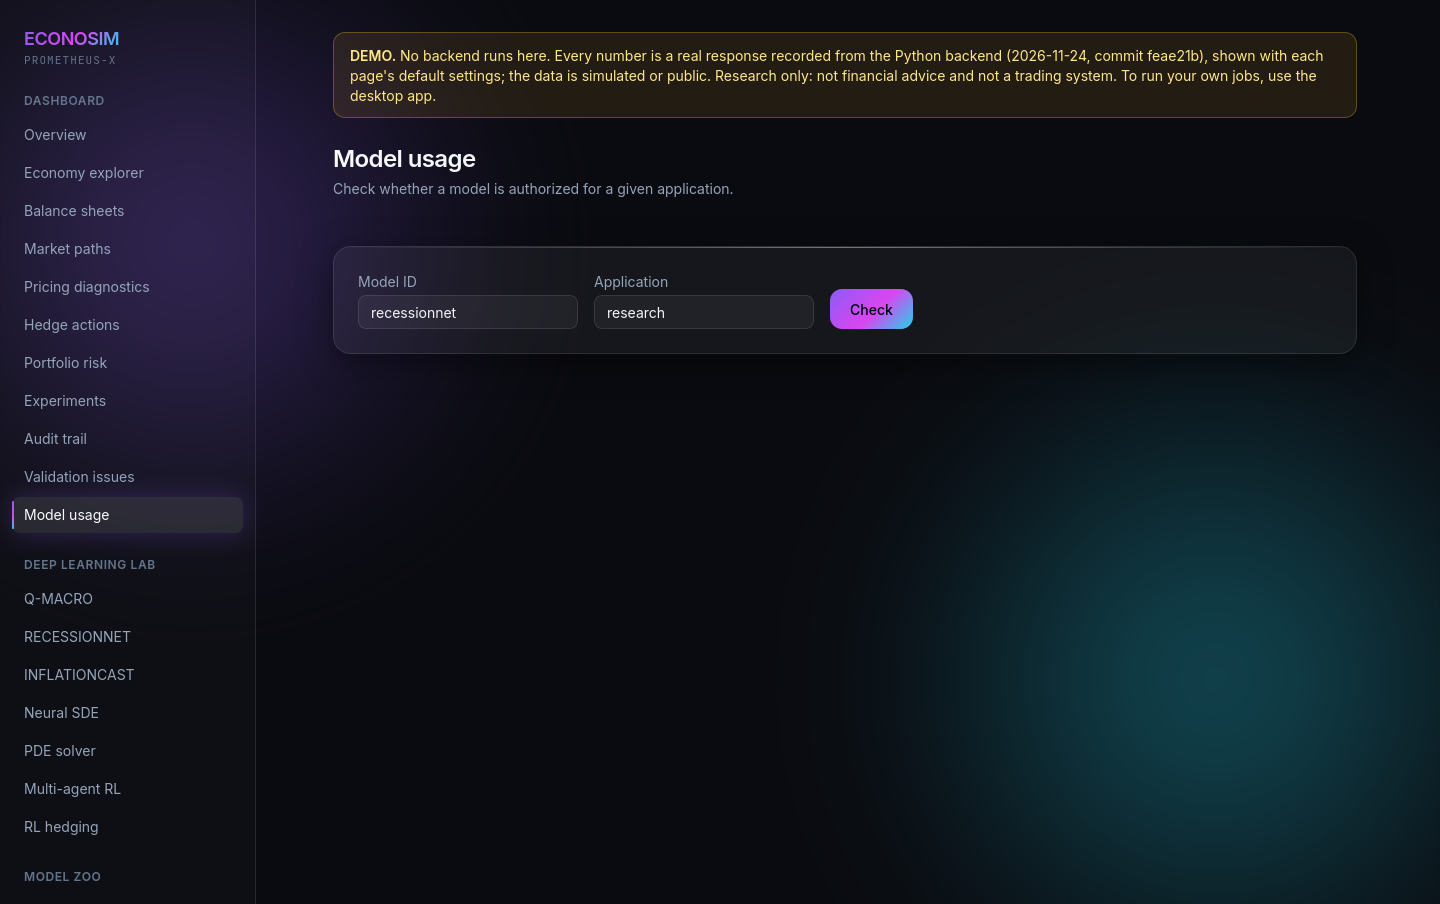 ECONOSIM
PROMETHEUS-X
DASHBOARD
Overview
Economy explorer
Balance sheets
Market paths
Pricing diagnostics
Hedge actions
Portfolio risk
Experiments
Audit trail
Validation issues
Model usage
DEEP LEARNING LAB
Q-MACRO
RECESSIONNET
INFLATIONCAST
Neural SDE
PDE solver
Multi-agent RL
RL hedging
MODEL ZOO
DEMO. No backend runs here. Every number is a real response recorded from the Python backend (2026-11-24, commit feae21b), shown with each
page's default settings; the data is simulated or public. Research only: not financial advice and not a trading system. To run your own jobs, use the
desktop app.
Model usage
Check whether a model is authorized for a given application.
Model ID
recessionnet
Application
research
Check